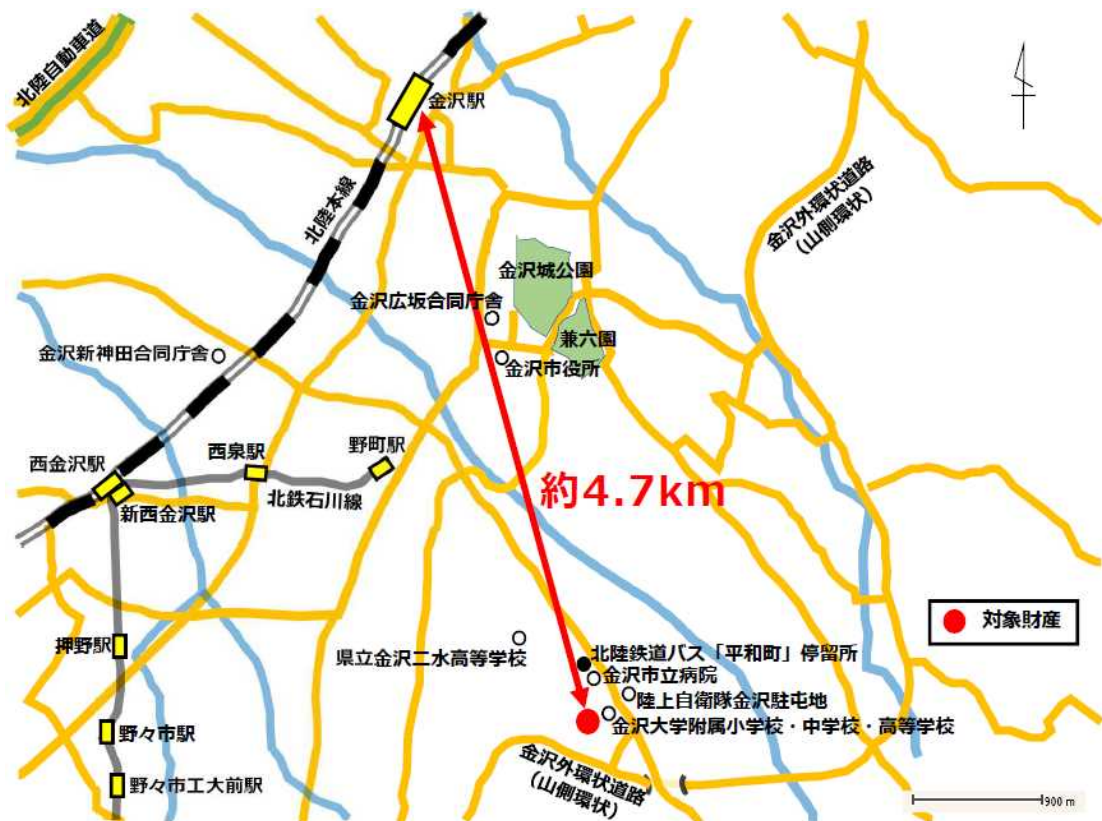 北陸自動車道
金沢駅
北陸本線
金沢外環状道路
(山側環状)
金沢城公園
金沢広坂合同庁舎
兼六園
金沢新神田合同庁舎
金沢市役所
西金沢駅
西泉駅
野町駅
北鉄石川線
新西金沢駅
約4.7km
対象財産
押野駅
県立金沢二水高等学校
北陸鉄道バス「平和町」停留所
金沢市立病院
陸上自衛隊金沢駐屯地
金沢大学附属小学校・中学校・高等学校
野々市駅
金沢外環状道路
(山側環状)
野々市工大前駅
900 m